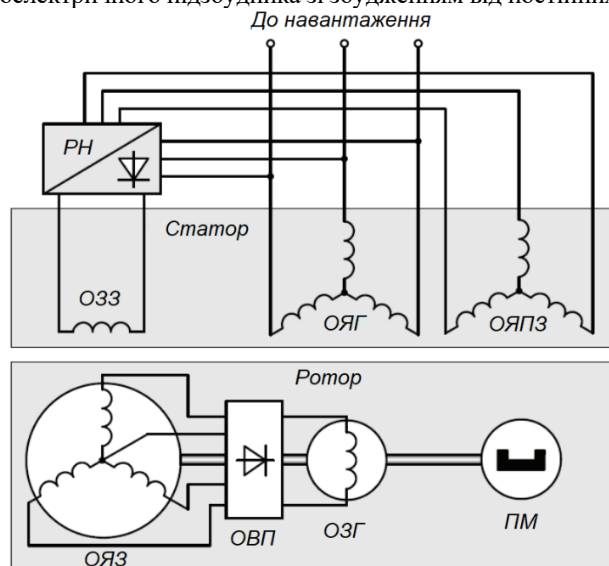 До навантаження
РН
Статор
ОЗЗ
ОЯГ
ОЯПЗ
Ротор
ОЯЗ
ОВП
ОЗГ
ПМ